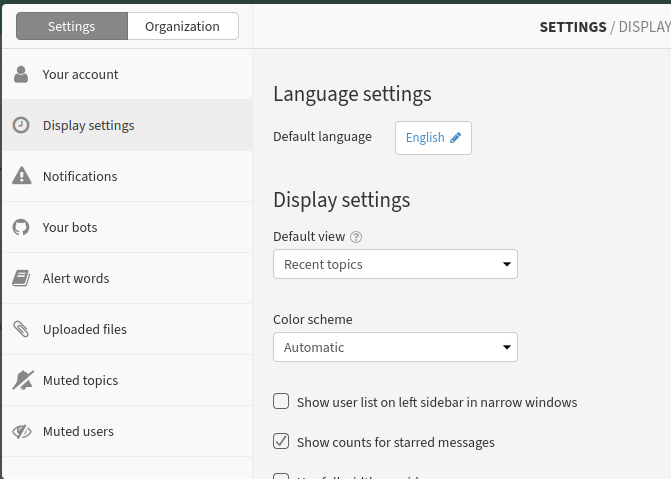 Settings
Organization
SETTINGS / DISPLAY
Your account
Display settings
Notifications
Your bots
Alert words
Uploaded files
Muted topics
Muted users
Language settings
Default language
English
Display settings
Default view ?
Recent topics
Color scheme
Automatic
Show user list on left sidebar in narrow windows
Show counts for starred messages